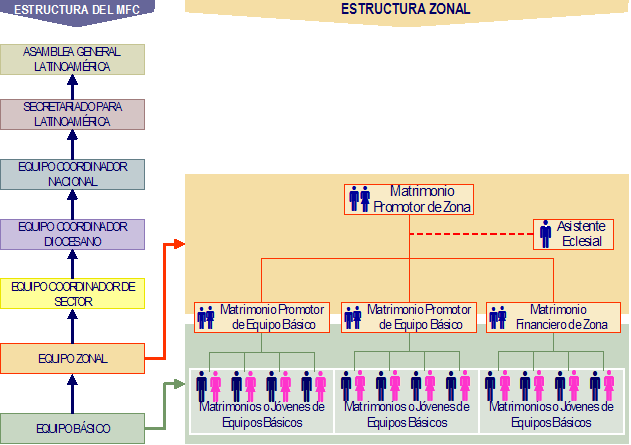 ESTRUCTURA DEL MFC
ESTRUCTURA ZONAL
ASAMBLEA GENERAL
LATINOAMÉRICA
SECRETARIADO PARA
LATINOAMÉRICA
EQUIPO COORDINADOR
NACIONAL
EQUIPO COORDINADOR
DIOCESANO
EQUIPO COORDINADOR DE
SECTOR
EQUIPO ZONAL
EQUIPO BÁSICO
Matrimonio
Promotor de Zona
Asistente
Eclesial
Matrimonio Promotor
de Equipo Básico
Matrimonio Promotor
de Equipo Básico
Matrimonio
Financiero de Zona
Matrimonios o Jóvenes de
Equipos Básicos
Matrimonios o Jóvenes de
Equipos Básicos
Matrimonios o Jóvenes de
Equipos Básicos